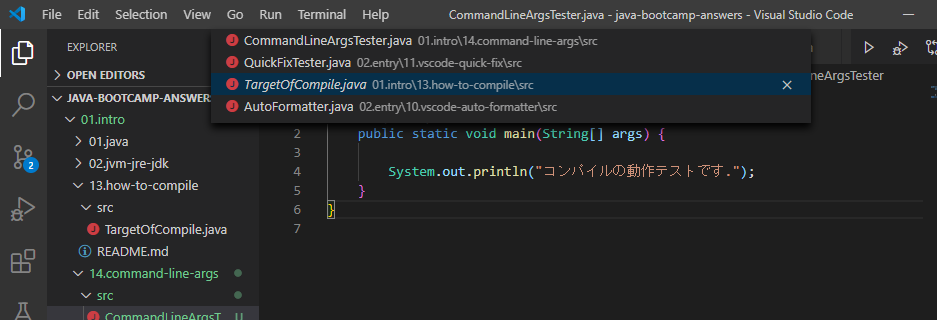 File Edit Selection View Go Run Terminal Help CommandLineArgsTester.java - java-bootcamp-answers - Visual Studio Code
EXPLORER
OPEN EDITORS
JAVA-BOOTCAMP-ANSWER
01.intro
01.java
02.jvm-jre-jdk
13.how-to-compile
src
TargetOfCompile.java
README.md
14.command-line-args
src
CommandLineArgsT U
2
CommandLineArgsTester.java 01.intro\14.command-line-args\src
QuickFixTester.java 02.entry\11.vscode-quick-fix\src
TargetOfCompile.java 01.intro\13.how-to-compile\src
AutoFormatter.java 02.entry\10.vscode-auto-formatter\src
ineArgsTester
2 public static void main(String[] args) {
3
4 System.out.println("コンパイルの動作テストです.");
5 }
6 }
7